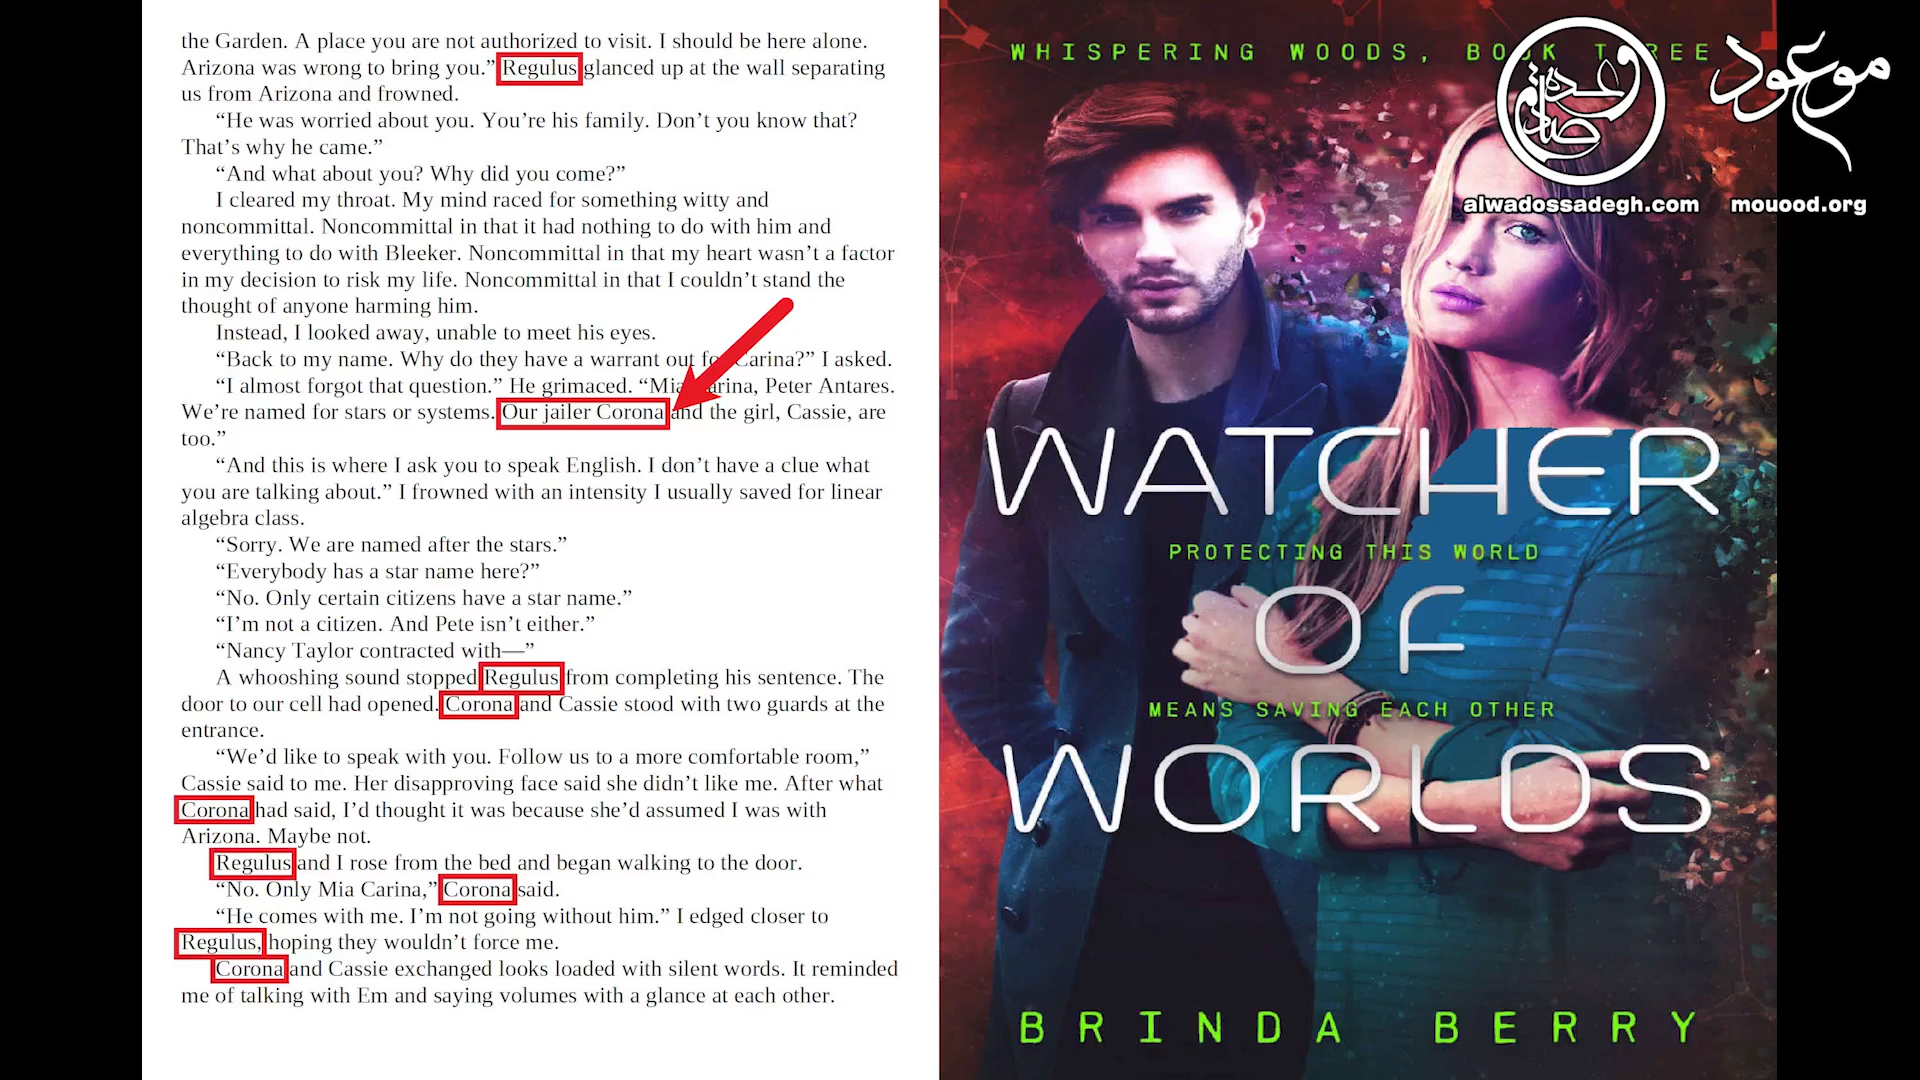 the Garden. A place you are not authorized to visit. I should be here alone.
Arizona was wrong to bring you.” Regulus glanced up at the wall separating
us from Arizona and frowned.
“He was worried about you. You’re his family. Don’t you know that?
That’s why he came.”
“And what about you? Why did you come?”
I cleared my throat. My mind raced for something witty and
noncommittal. Noncommittal in that it had nothing to do with him and
everything to do with Bleeker. Noncommittal in that my heart wasn’t a factor
in my decision to risk my life. Noncommittal in that I couldn’t stand the
thought of anyone harming him.
Instead, I looked away, unable to meet his eyes.
“Back to my name. Why do they have a warrant out for Carina?” I asked.
“I almost forgot that question.” He grimaced. “Mia Carina, Peter Antares.
We’re named for stars or systems. Our jailer Corona and the girl, Cassie, are
too.”
“And this is where I ask you to speak English. I don’t have a clue what
you are talking about.” I frowned with an intensity I usually saved for linear
algebra class.
“Sorry. We are named after the stars.”
“Everybody has a star name here?”
“No. Only certain citizens have a star name.”
“I’m not a citizen. And Pete isn’t either.”
“Nancy Taylor contracted with—”
A whooshing sound stopped Regulus from completing his sentence. The
door to our cell had opened. Corona and Cassie stood with two guards at the
entrance.
“We’d like to speak with you. Follow us to a more comfortable room,”
Cassie said to me. Her disapproving face said she didn’t like me. After what
Corona had said, I’d thought it was because she’d assumed I was with
Arizona. Maybe not.
Regulus and I rose from the bed and began walking to the door.
“No. Only Mia Carina,” Corona said.
“He comes with me. I’m not going without him.” I edged closer to
Regulus, hoping they wouldn’t force me.
Corona and Cassie exchanged looks loaded with silent words. It reminded
me of talking with Em and saying volumes with a glance at each other.
WHISPERING WOODS, BOOK THREE
موعود
alwadossadegh.com
mouood.org
WATCHER
PROTECTING THIS WORLD
OF
MEANS SAVING EACH OTHER
WORLDS
BRINDA BERRY